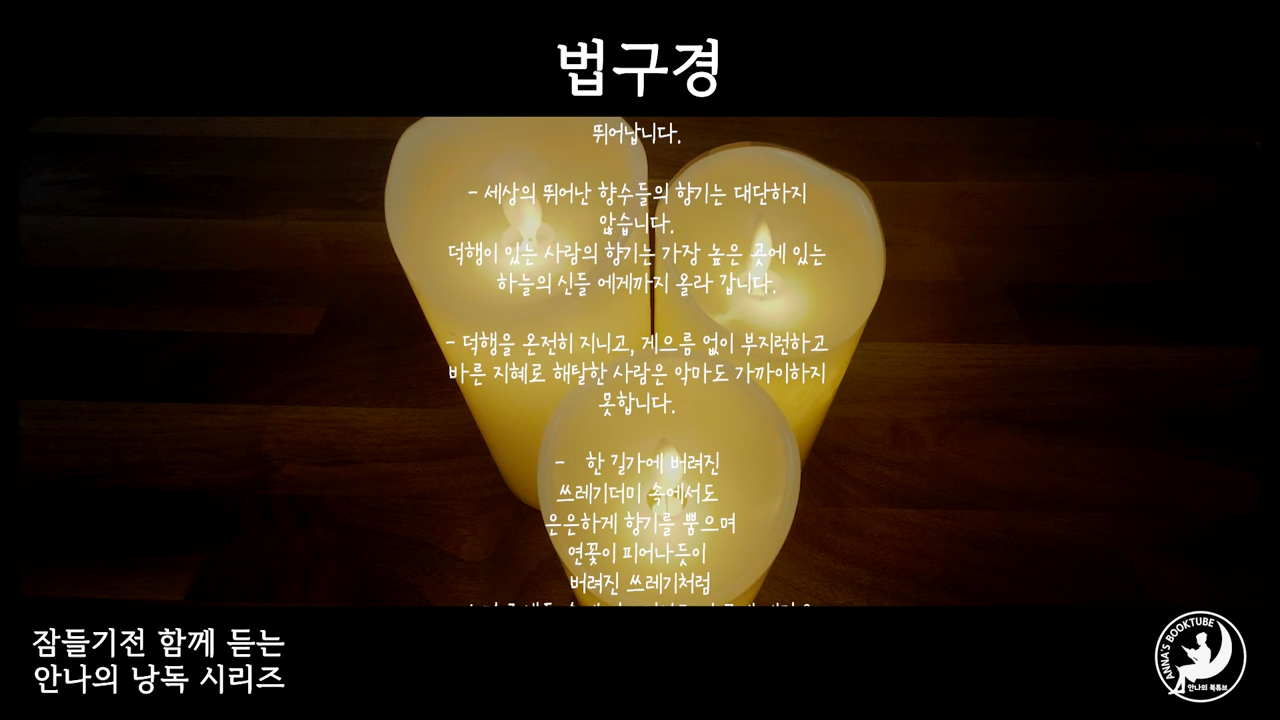 법구경
뛰어납니다.
- 세상의 뛰어난 향수들의 향기는 대단하지
않습니다.
덕행이 있는 사람의 향기는 가장 높은 곳에 있는
하늘의 신들 에게까지 올라 갑니다.
- 덕행을 온전히 지니고, 게으름 없이 부지런하고
바른 지혜로 해탈한 사람은 악마도 가까이하지
못합니다.
- 한 길가에 버려진
쓰레기더미 속에서도
은은하게 향기를 뿜으며
연꽃이 피어나듯이
버려진 쓰레기처럼
잠들기전 함께 듣는
안나의 낭독 시리즈
ANNA'S BOOKTUBE
안나의 북튜브